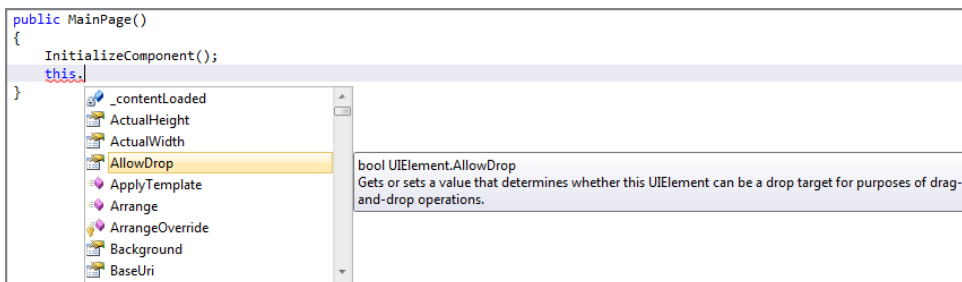 public MainPage()
{
InitializeComponent();
this.
}
_contentLoaded
ActualHeight
ActualWidth
AllowDrop
ApplyTemplate
Arrange
ArrangeOverride
Background
BaseUri
bool UIElement.AllowDrop
Gets or sets a value that determines whether this UIElement can be a drop target for purposes of drag-
and-drop operations.